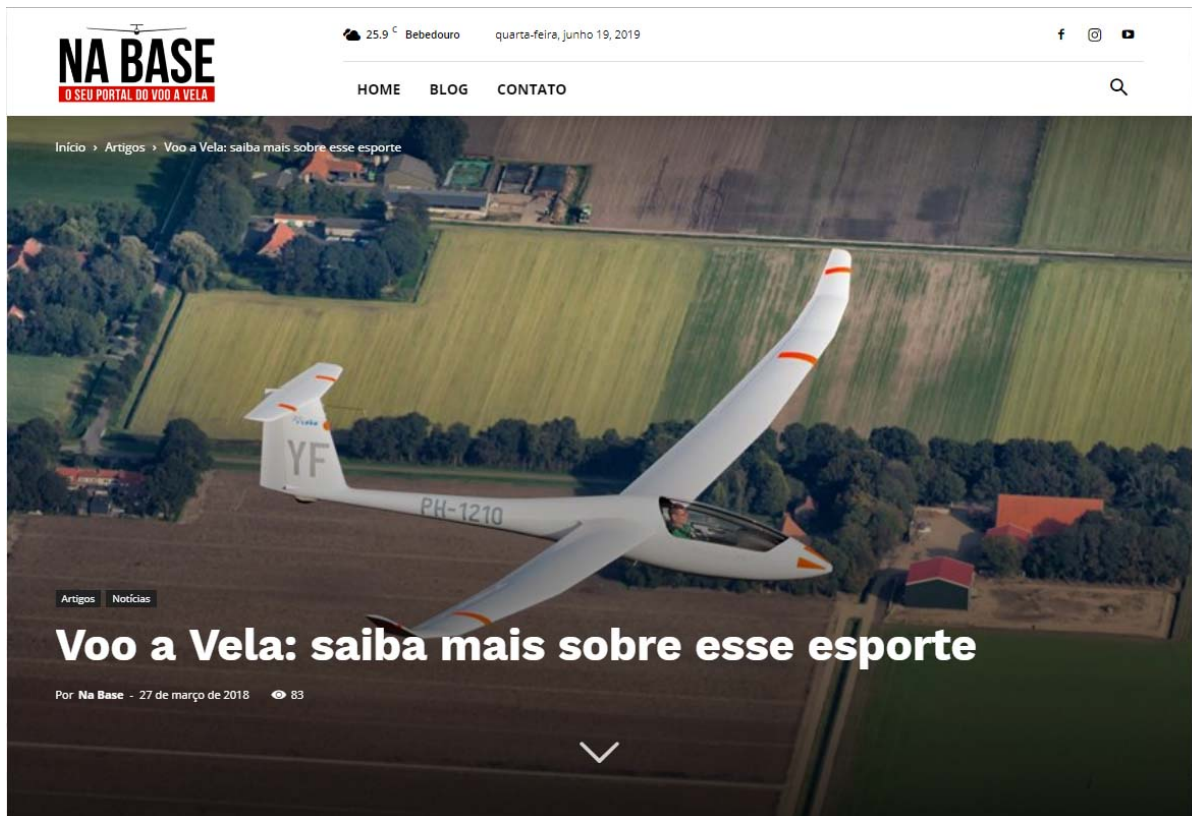 NA BASE
O SEU PORTAL DO VOO A VELA
25.9 C Bebedouro quarta-feira, junho 19, 2019
HOME BLOG CONTATO
Início › Artigos › Voo a Vela: saiba mais sobre esse esporte
YF
PH-1210
Artigos Notícias
Voo a Vela: saiba mais sobre esse esporte
Por Na Base - 27 de março de 2018 83